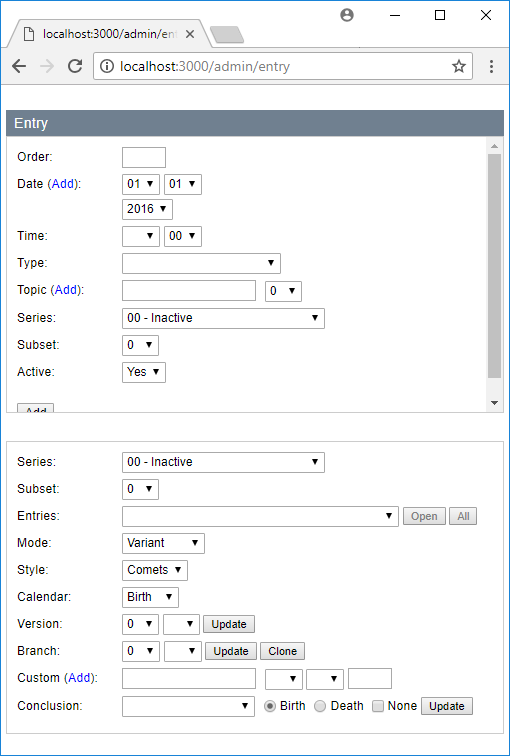 localhost:3000/admin/ent
localhost:3000/admin/entry
Entry
Order:
Date (Add): 01 01
2016
Time: 00
Type:
Topic (Add): 0
Series: 00 - Inactive
Subset: 0
Active: Yes
Add
Series: 00 - Inactive
Subset: 0
Entries: Open All
Mode: Variant
Style: Comets
Calendar: Birth
Version: 0 Update
Branch: 0 Update Clone
Custom (Add):
Conclusion: Birth Death None Update